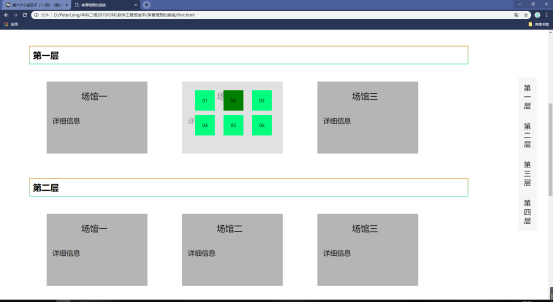 第一层
场馆一
详细信息
场
详
01
02
03
04
05
06
场馆三
详细信息
第二层
场馆一
详细信息
场馆二
详细信息
场馆三
详细信息
第一层
第二层
第三层
第四层